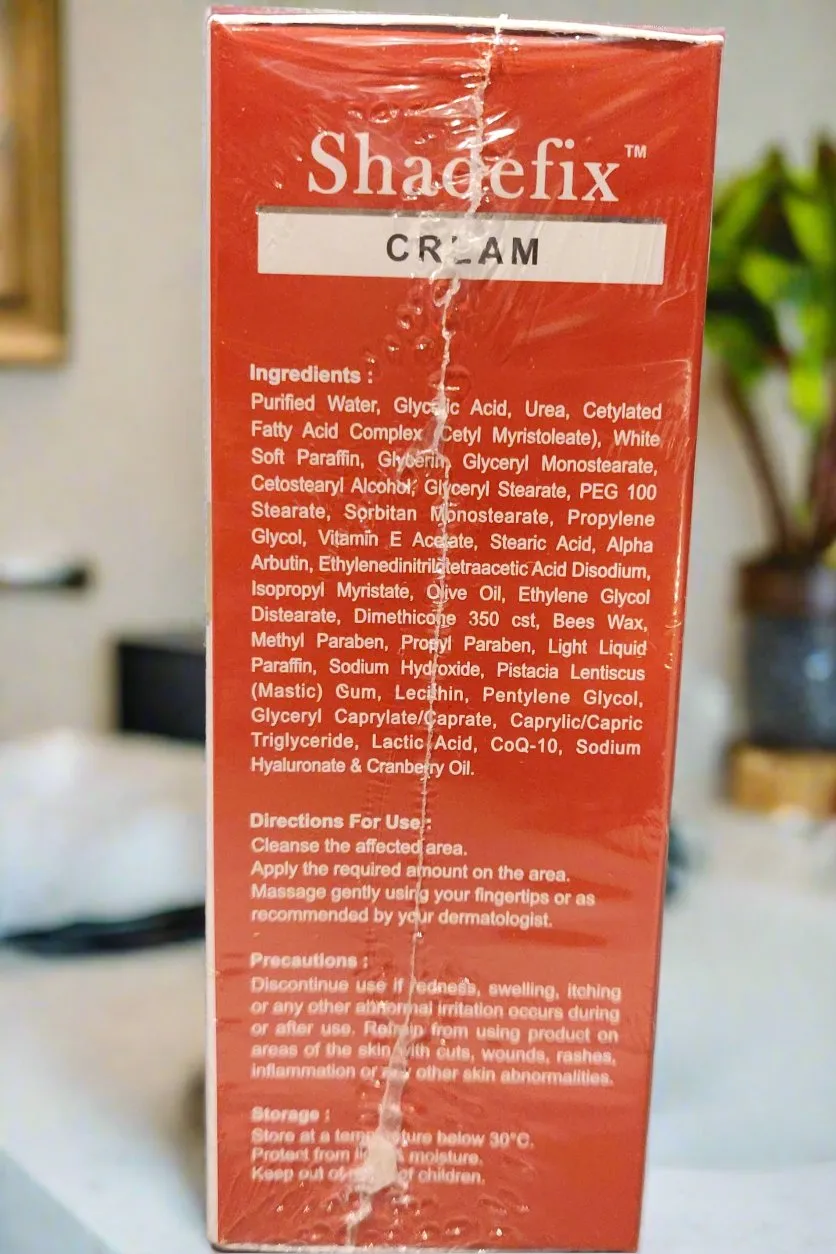 Shadefix™
CREAM
Ingredients :
Purified Water, Glycolic Acid, Urea, Cetylated
Fatty Acid Complex (Cetyl Myristoleate), White
Soft Paraffin, Glycerin, Glyceryl Monostearate,
Cetostearyl Alcohol, Glyceryl Stearate, PEG 100
Stearate, Sorbitan Monostearate, Propylene
Glycol, Vitamin E Acetate, Stearic Acid, Alpha
Arbutin, Ethylenedinitrilotetraacetic Acid Disodium,
Isopropyl Myristate, Olive Oil, Ethylene Glycol
Distearate, Dimethicone 350 cst, Bees Wax,
Methyl Paraben, Propyl Paraben, Light Liquid
Paraffin, Sodium Hydroxide, Pistacia Lentiscus
(Mastic) Gum, Lecithin, Pentylene Glycol,
Glyceryl Caprylate/Caprate, Caprylic/Capric
Triglyceride, Lactic Acid, CoQ-10, Sodium
Hyaluronate & Cranberry Oil.
Directions For Use :
Cleanse the affected area.
Apply the required amount on the area.
Massage gently using your fingertips or as
recommended by your dermatologist.
Precautions :
Discontinue use if redness, swelling, itching
or any other abnormal irritation occurs during
or after use. Refrain from using product on
areas of the skin with cuts, wounds, rashes,
inflammation or any other skin abnormalities.
Storage :
Store at a temperature below 30°C.
Protect from moisture.
Keep out of of children.